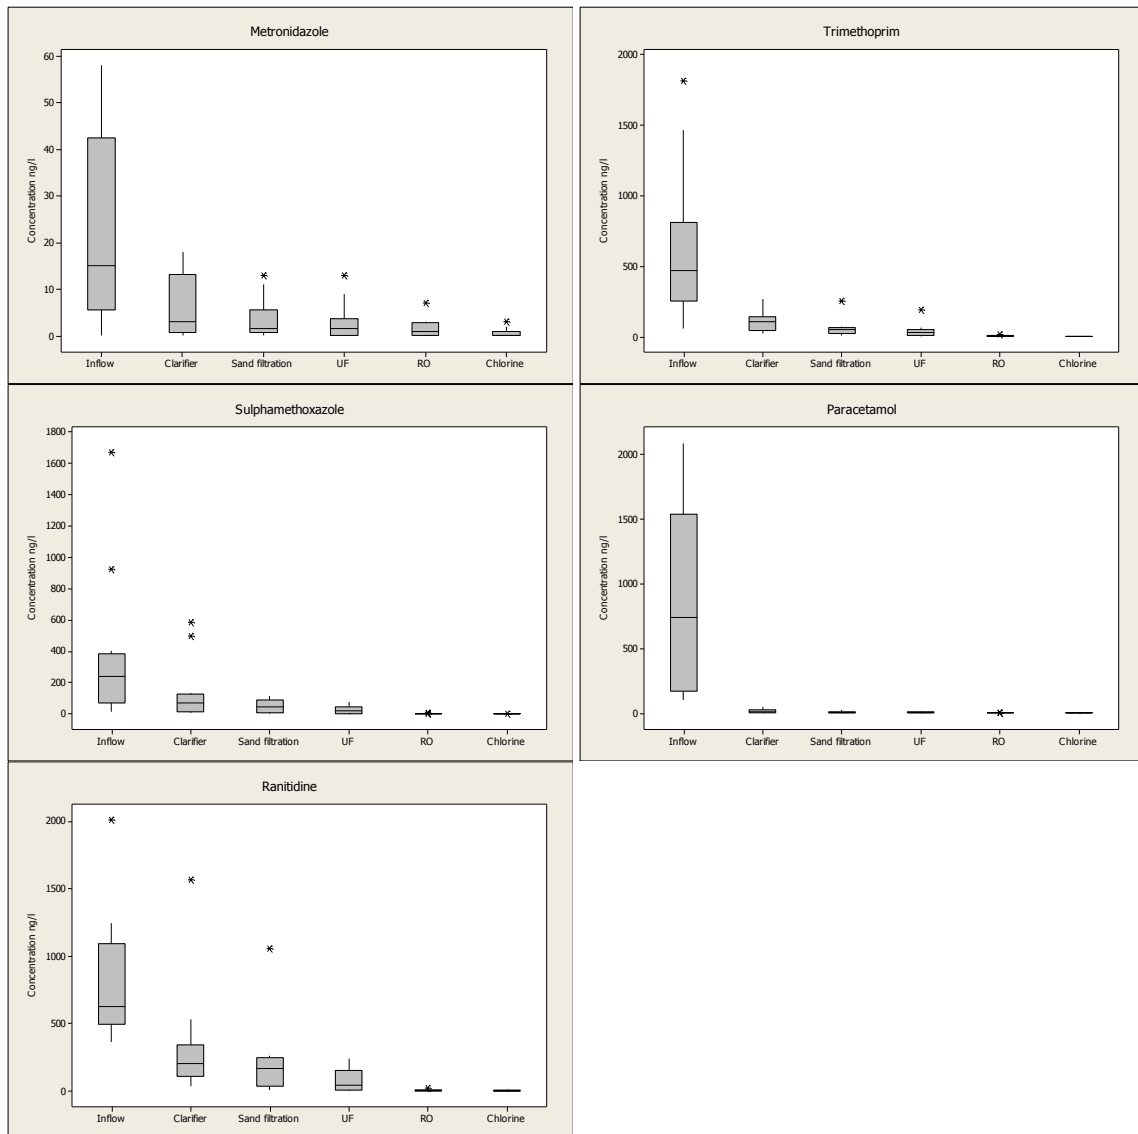 Metronidazole
Concentration ng/l
60
50
40
30
20
10
0
Inflow Clarifier Sand filtration UF RO Chlorine
Trimethoprim
Concentration ng/l
2000
1500
1000
500
0
Inflow Clarifier Sand filtration UF RO Chlorine
Sulphamethoxazole
Concentration ng/l
1800
1600
1400
1200
1000
800
600
400
200
0
Inflow Clarifier Sand filtration UF RO Chlorine
Paracetamol
Concentration ng/l
2000
1500
1000
500
0
Inflow Clarifier Sand filtration UF RO Chlorine
Ranitidine
Concentration ng/l
2000
1500
1000
500
0
Inflow Clarifier Sand filtration UF RO Chlorine